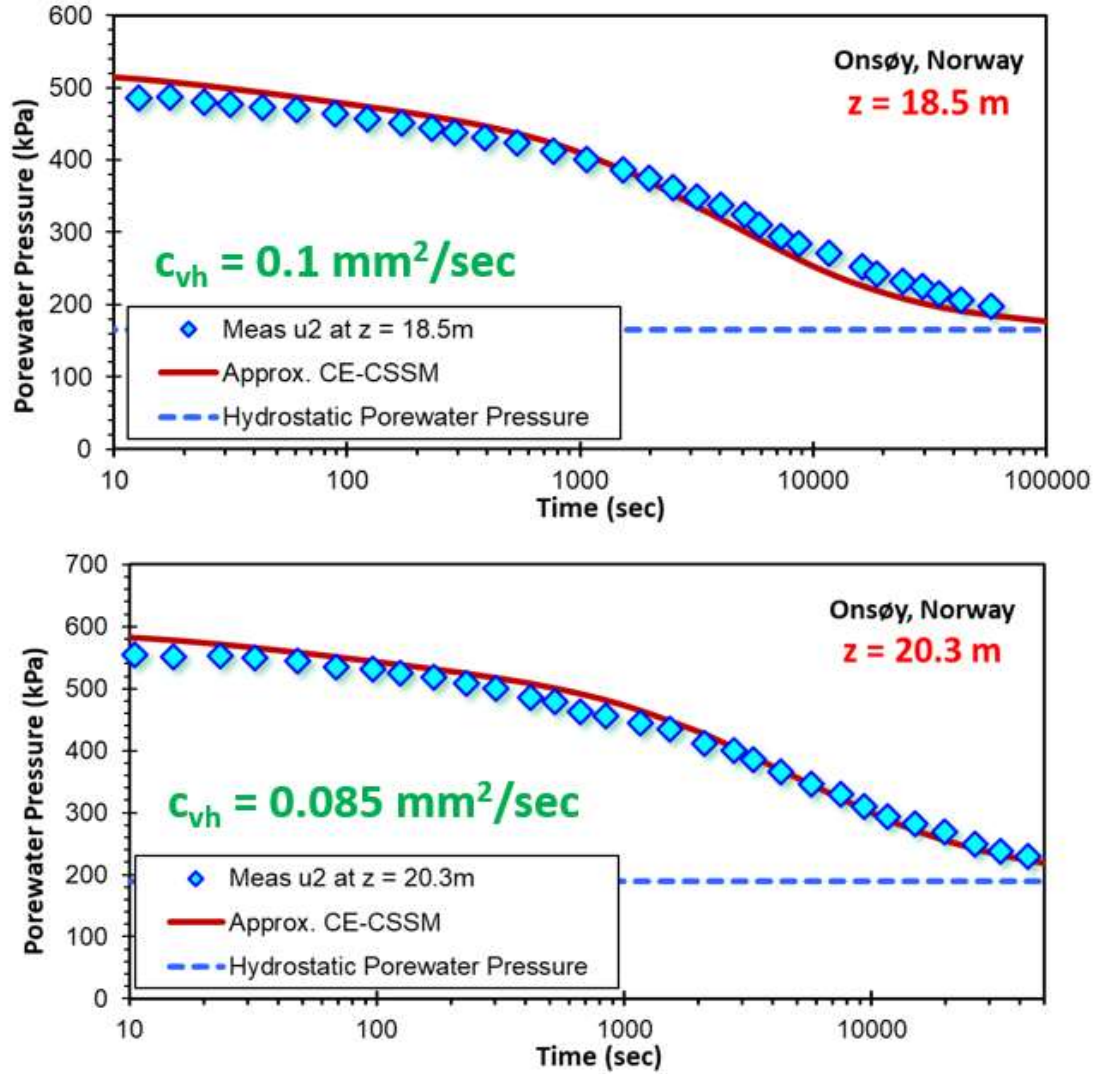 600
500
400
300
200
100
0
Porewater Pressure (kPa)
Onsøy, Norway
z = 18.5 m
c_vh = 0.1 mm²/sec
Meas u2 at z = 18.5m
Approx. CE-CSSM
Hydrostatic Porewater Pressure
10 100 1000 10000 100000
Time (sec)
700
600
500
400
300
200
100
0
Porewater Pressure (kPa)
Onsøy, Norway
z = 20.3 m
c_vh = 0.085 mm²/sec
Meas u2 at z = 20.3m
Approx. CE-CSSM
Hydrostatic Porewater Pressure
10 100 1000 10000
Time (sec)